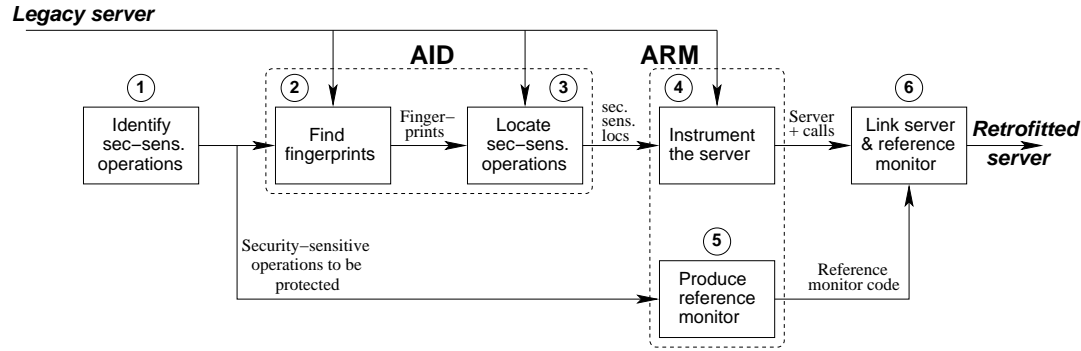 Legacy server
AID
ARM
1
2
3
4
6
Identify
sec−sens.
operations
Find
fingerprints
Finger−
prints
Locate
sec−sens.
operations
sec.
sens.
locs
Instrument
the server
Server
+ calls
Link server
& reference
monitor
Retrofitted
server
Security−sensitive
operations to be
protected
5
Produce
reference
monitor
Reference
monitor code